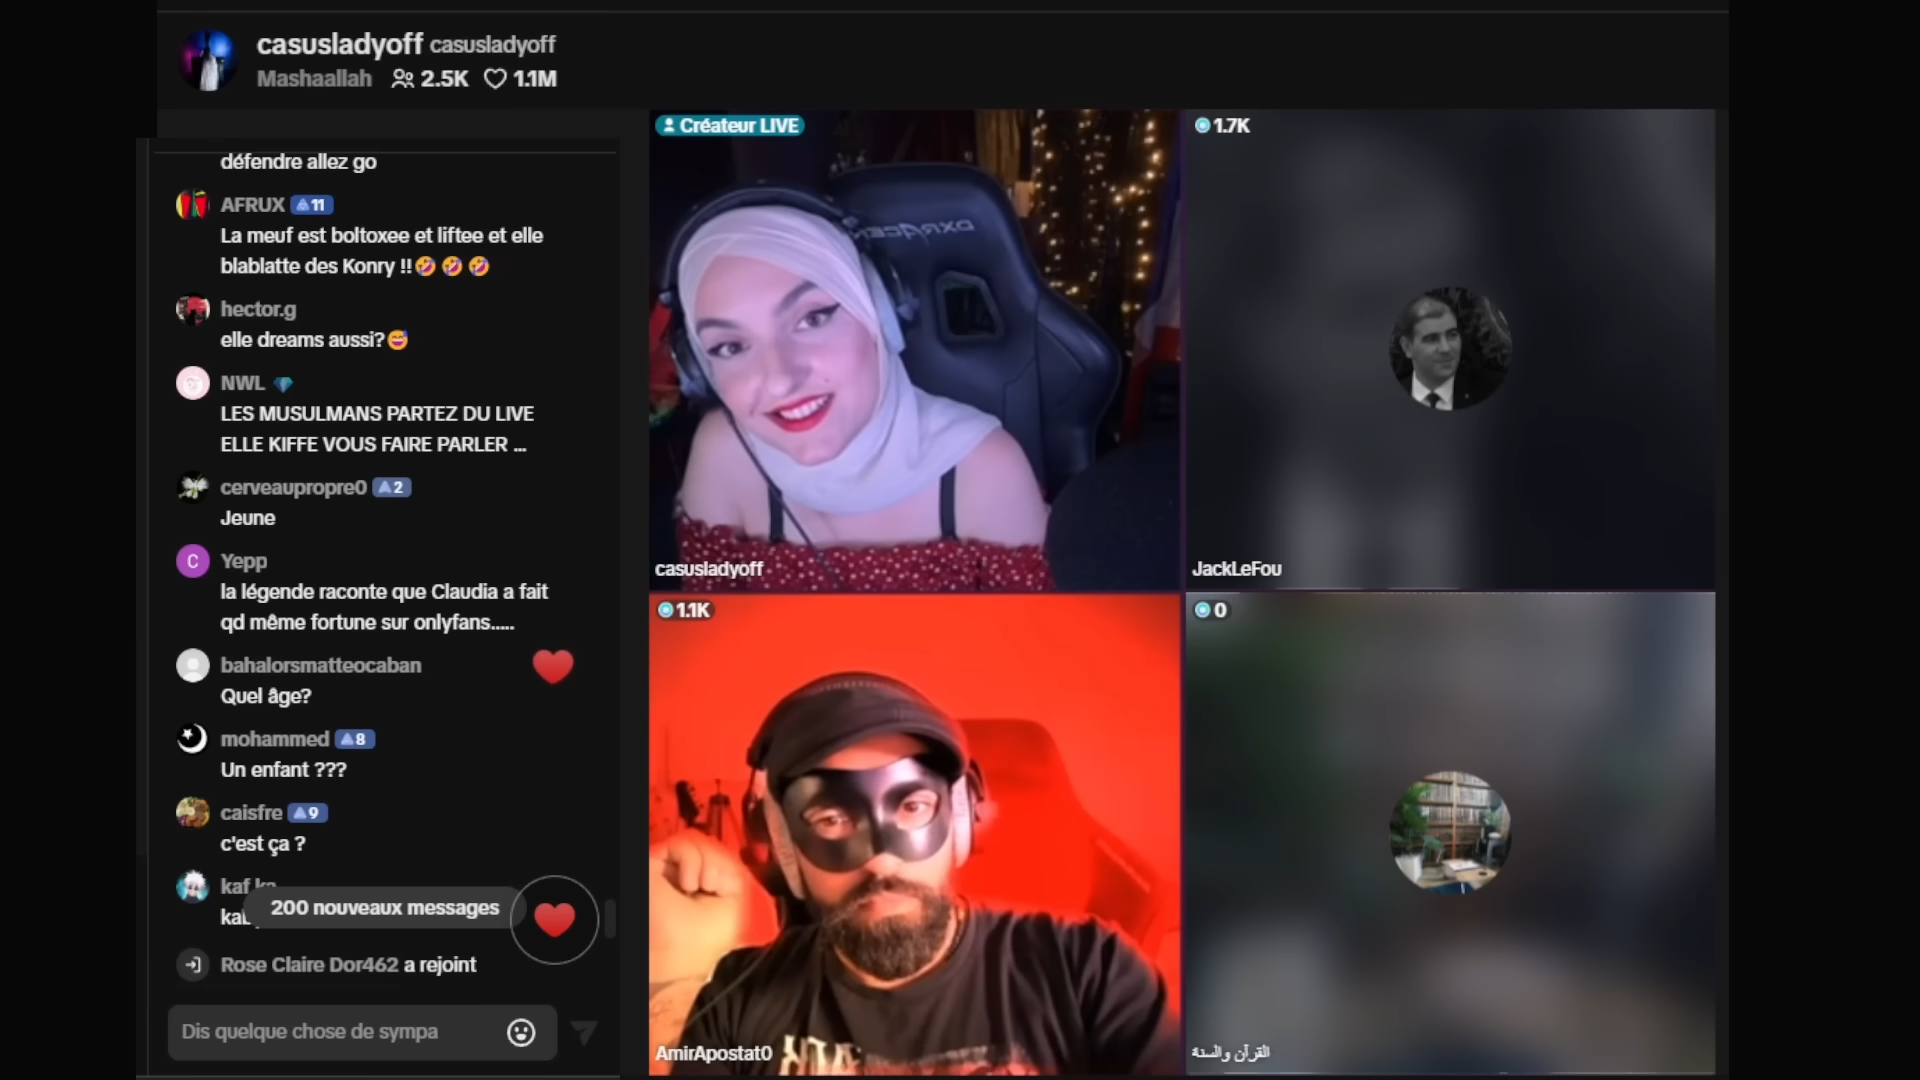 casusladyoff casusladyoff
Mashaallah 2.5K 1.1M
défendre allez go
AFRUX 11
La meuf est boltoxee et liftee et elle
blablatte des Konry !!🤣🤣🤣
hector.g
elle dreams aussi?😅
NWL 💎
LES MUSULMANS PARTEZ DU LIVE
ELLE KIFFE VOUS FAIRE PARLER ...
cerveaupropre0 2
Jeune
C Yepp
la légende raconte que Claudia a fait
qd même fortune sur onlyfans.....
bahalorsmatteocaban
Quel âge?
mohammed 8
Un enfant ???
caisfre 9
c'est ça ?
200 nouveaux messages
Rose Claire Dor462 a rejoint
Dis quelque chose de sympa
Créateur LIVE
DXRACER
casusladyoff
1.7K
JackLeFou
1.1K
AmirApostat0
0
القرآن والسنة